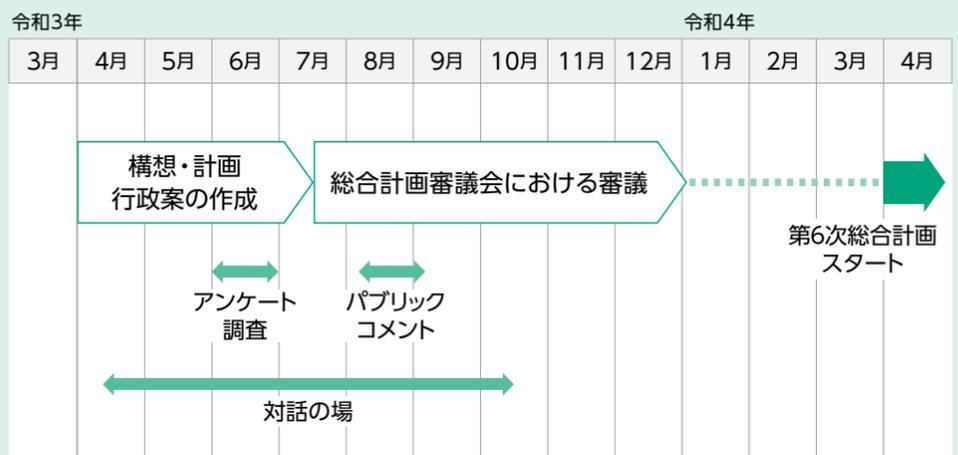 令和3年 令和4年
3月 4月 5月 6月 7月 8月 9月 10月 11月 12月 1月 2月 3月 4月
構想・計画
行政案の作成
総合計画審議会における審議
第6次総合計画
スタート
アンケート
調査
パブリック
コメント
対話の場